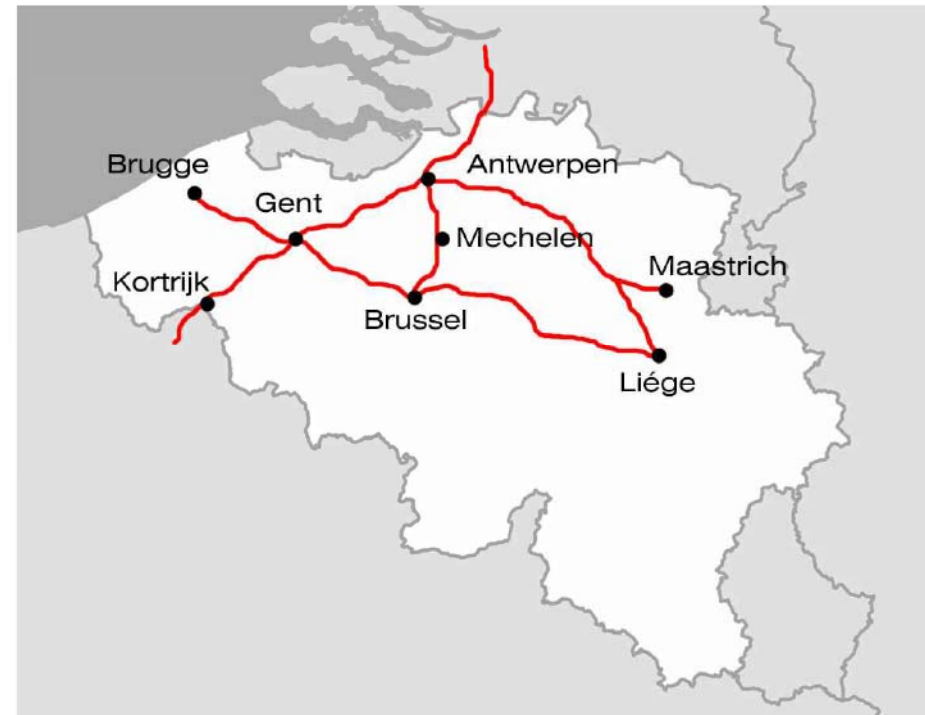 Brugge
Antwerpen
Gent
Mechelen
Maastrich
Kortrijk
Brussel
Liége